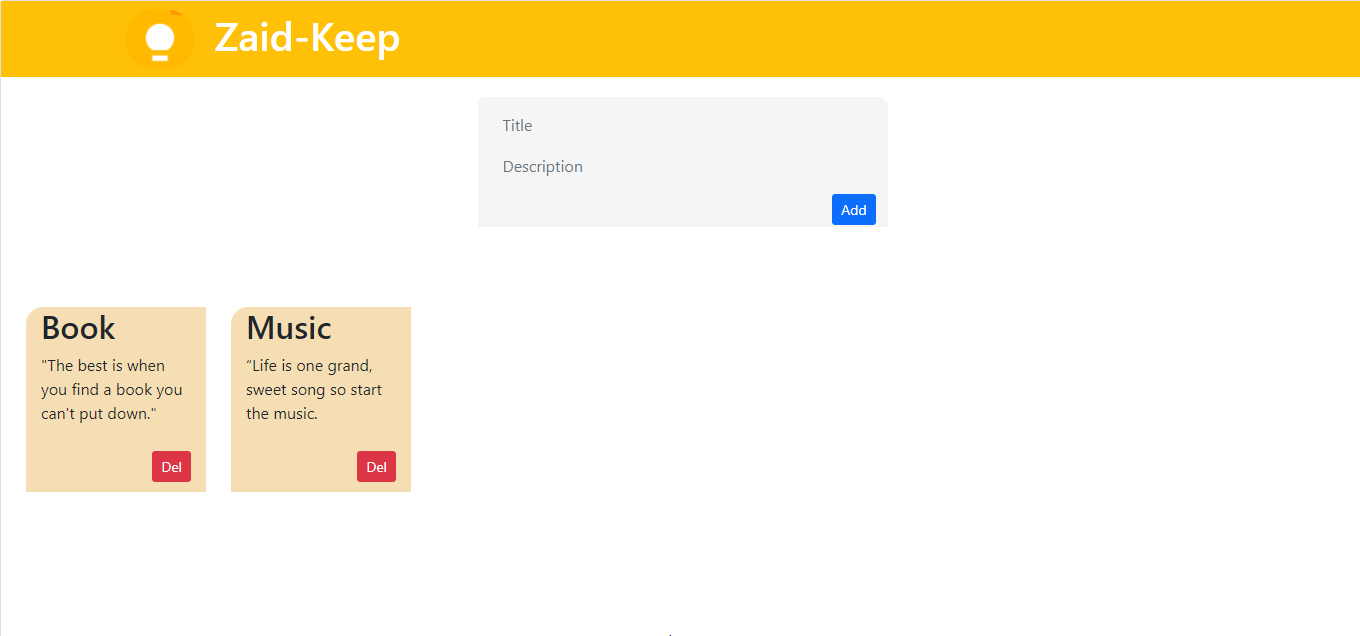 Zaid-Keep
Title
Description
Add
Book
"The best is when
you find a book you
can't put down."
Del
Music
“Life is one grand,
sweet song so start
the music.
Del